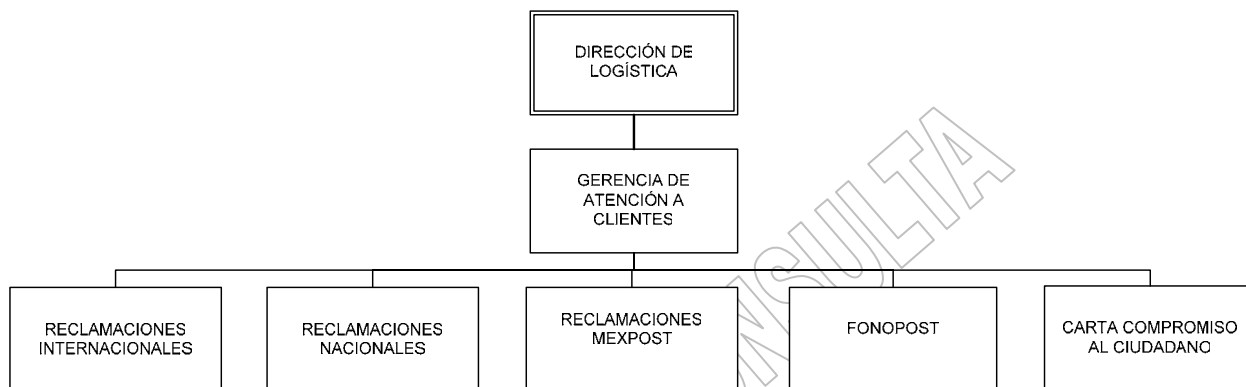 DIRECCIÓN DE
LOGÍSTICA
GERENCIA DE
ATENCIÓN A
CLIENTES
RECLAMACIONES
INTERNACIONALES
RECLAMACIONES
NACIONALES
RECLAMACIONES
MEXPOST
FONOPOST
CARTA COMPROMISO
AL CIUDADANO